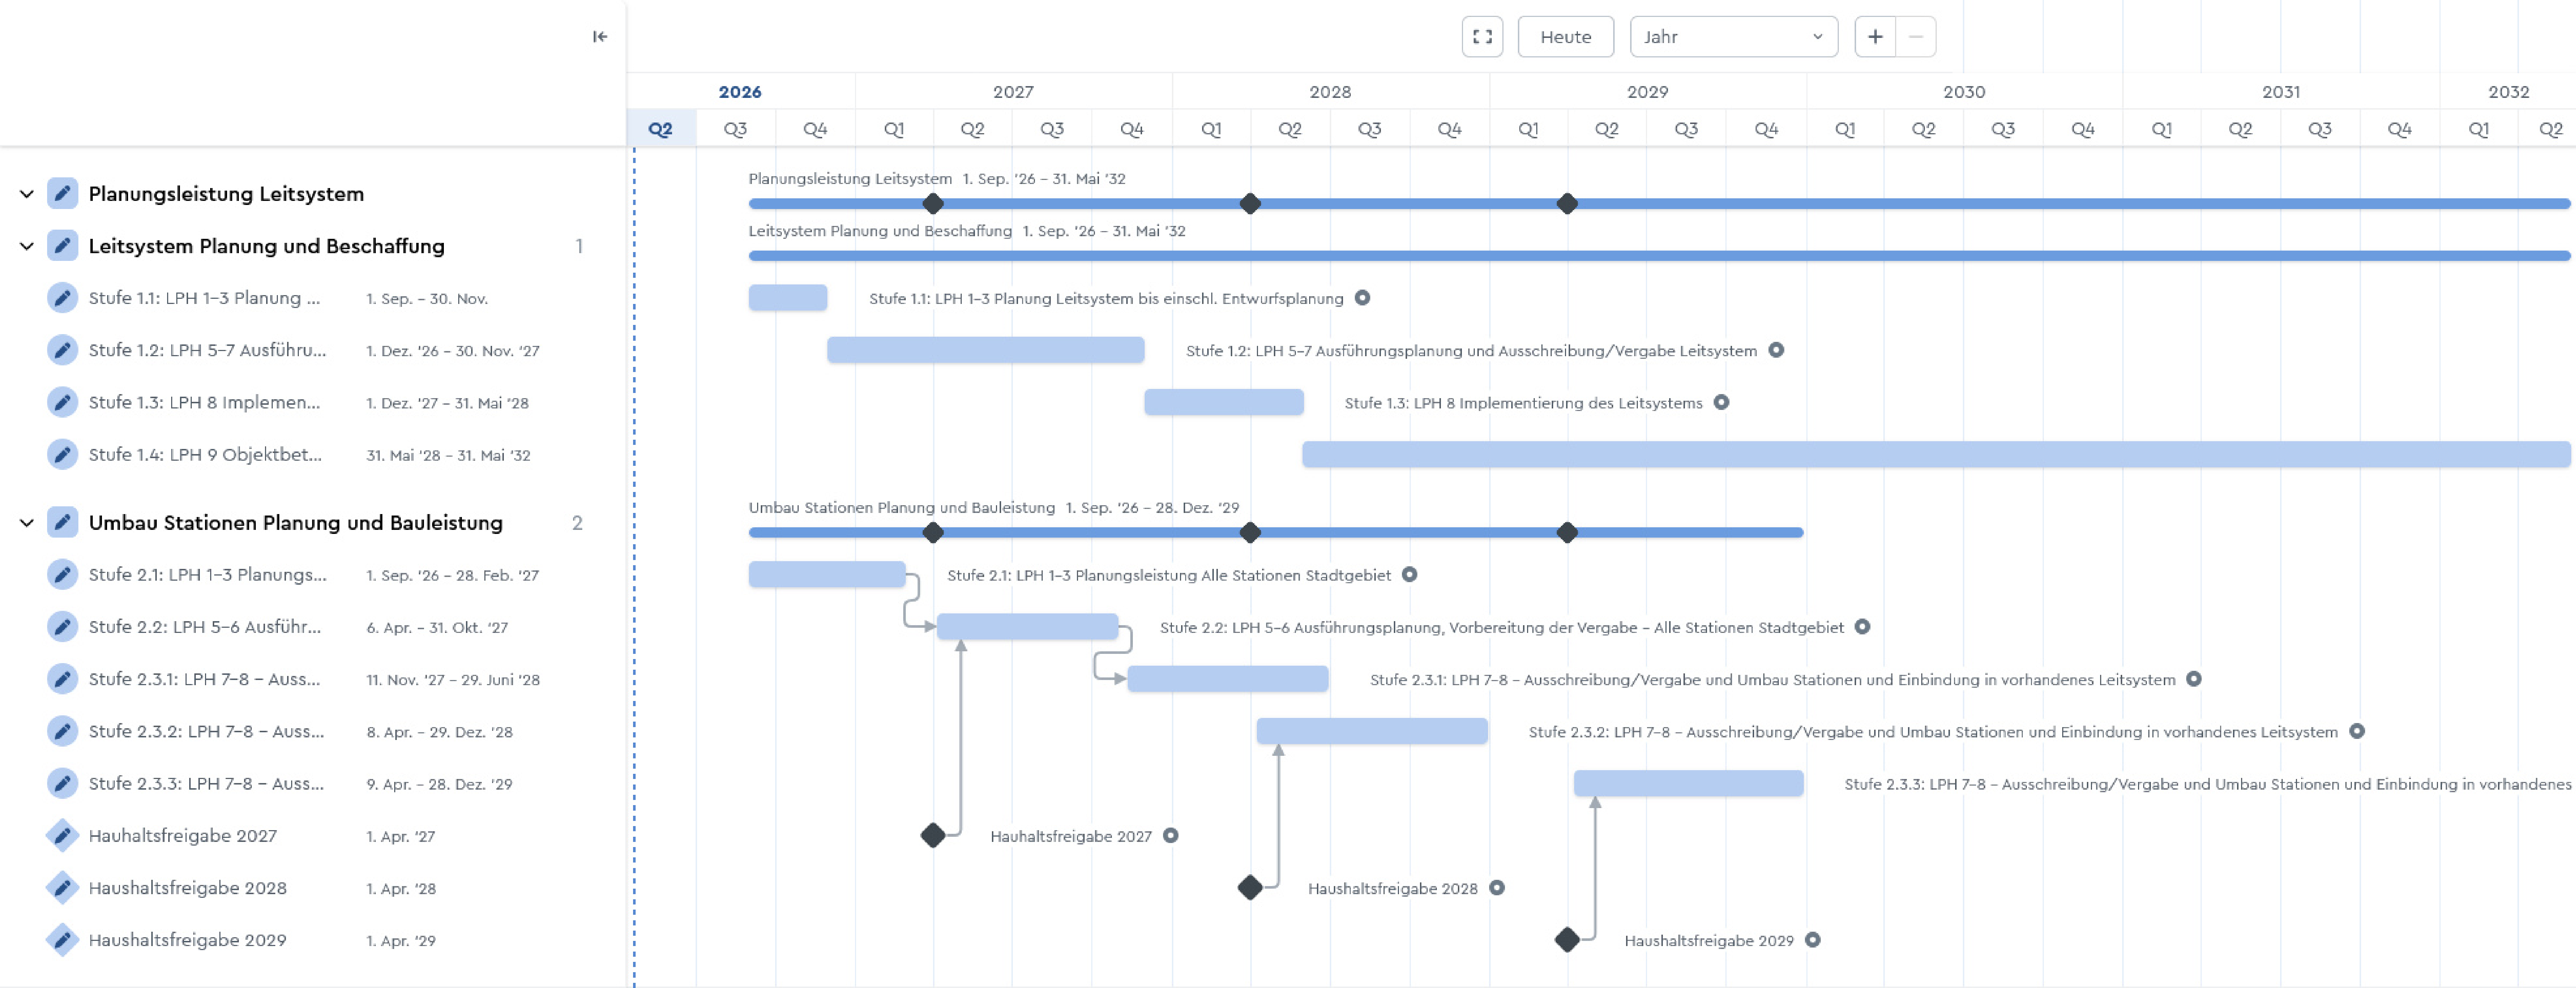 Heute
Jahr
2026 2027 2028 2029 2030 2031 2032
Q2 Q3 Q4 Q1 Q2 Q3 Q4 Q1 Q2 Q3 Q4 Q1 Q2 Q3 Q4 Q1 Q2 Q3 Q4 Q1 Q2 Q3 Q4 Q1 Q2
Planungsleistung Leitsystem 1. Sep. '26 – 31. Mai '32
Planungsleistung Leitsystem
Leitsystem Planung und Beschaffung 1. Sep. '26 – 31. Mai '32
Leitsystem Planung und Beschaffung 1
Stufe 1.1: LPH 1–3 Planung ... 1. Sep. – 30. Nov. Stufe 1.1: LPH 1–3 Planung Leitsystem bis einschl. Entwurfsplanung
Stufe 1.2: LPH 5–7 Ausführu... 1. Dez. '26 – 30. Nov. '27 Stufe 1.2: LPH 5–7 Ausführungsplanung und Ausschreibung/Vergabe Leitsystem
Stufe 1.3: LPH 8 Implemen... 1. Dez. '27 – 31. Mai '28 Stufe 1.3: LPH 8 Implementierung des Leitsystems
Stufe 1.4: LPH 9 Objektbet... 31. Mai '28 – 31. Mai '32
Umbau Stationen Planung und Bauleistung 1. Sep. '26 – 28. Dez. '29
Umbau Stationen Planung und Bauleistung 2
Stufe 2.1: LPH 1–3 Planungs... 1. Sep. '26 – 28. Feb. '27 Stufe 2.1: LPH 1–3 Planungsleistung Alle Stationen Stadtgebiet
Stufe 2.2: LPH 5–6 Ausführ... 6. Apr. – 31. Okt. '27 Stufe 2.2: LPH 5–6 Ausführungsplanung, Vorbereitung der Vergabe – Alle Stationen Stadtgebiet
Stufe 2.3.1: LPH 7–8 – Auss... 11. Nov. '27 – 29. Juni '28 Stufe 2.3.1: LPH 7–8 – Ausschreibung/Vergabe und Umbau Stationen und Einbindung in vorhandenes Leitsystem
Stufe 2.3.2: LPH 7–8 – Auss... 8. Apr. – 29. Dez. '28 Stufe 2.3.2: LPH 7–8 – Ausschreibung/Vergabe und Umbau Stationen und Einbindung in vorhandenes Leitsystem
Stufe 2.3.3: LPH 7–8 – Auss... 9. Apr. – 28. Dez. '29 Stufe 2.3.3: LPH 7–8 – Ausschreibung/Vergabe und Umbau Stationen und Einbindung in vorhandenes
Hauhaltsfreigabe 2027 1. Apr. '27 Hauhaltsfreigabe 2027
Haushaltsfreigabe 2028 1. Apr. '28 Haushaltsfreigabe 2028
Haushaltsfreigabe 2029 1. Apr. '29 Haushaltsfreigabe 2029